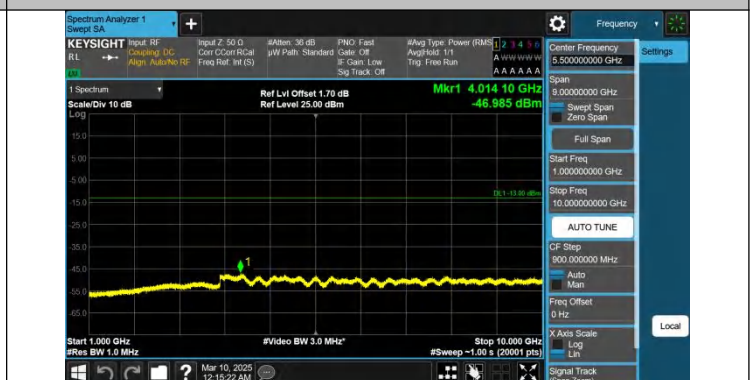 Spectrum Analyzer 1
Swept SA
Frequency
KEYSIGHT
RL
Input: RF
Coupling: DC
Align: Auto/No RF
Input Z: 50 Ω
Corr CCorr RCal
Freq Ref: Int (S)
#Atten: 36 dB
µW Path: Standard
PNO: Fast
Gate: Off
IF Gain: Low
Sig Track: Off
#Avg Type: Power (RMS
Avg|Hold: 1/1
Trig: Free Run
1 2 3 4 5 6
A W W W W W
A A A A A A
Center Frequency
5.500000000 GHz
Settings
Span
9.00000000 GHz
Swept Span
Zero Span
Full Span
Start Freq
1.000000000 GHz
Stop Freq
10.000000000 GHz
AUTO TUNE
CF Step
900.000000 MHz
Auto
Man
Freq Offset
0 Hz
X Axis Scale
Log
Lin
Local
Signal Track
1 Spectrum
Scale/Div 10 dB
Log
Ref Lvl Offset 1.70 dB
Ref Level 25.00 dBm
Mkr1 4.014 10 GHz
-46.985 dBm
15.0
5.00
-5.00
DL1 -13.00 dBm
-15.0
-25.0
-35.0
-45.0
1
-55.0
-65.0
Start 1.000 GHz
#Res BW 1.0 MHz
#Video BW 3.0 MHz*
Stop 10.000 GHz
#Sweep ~1.00 s (20001 pts)
?
Mar 10, 2025
12:15:22 AM